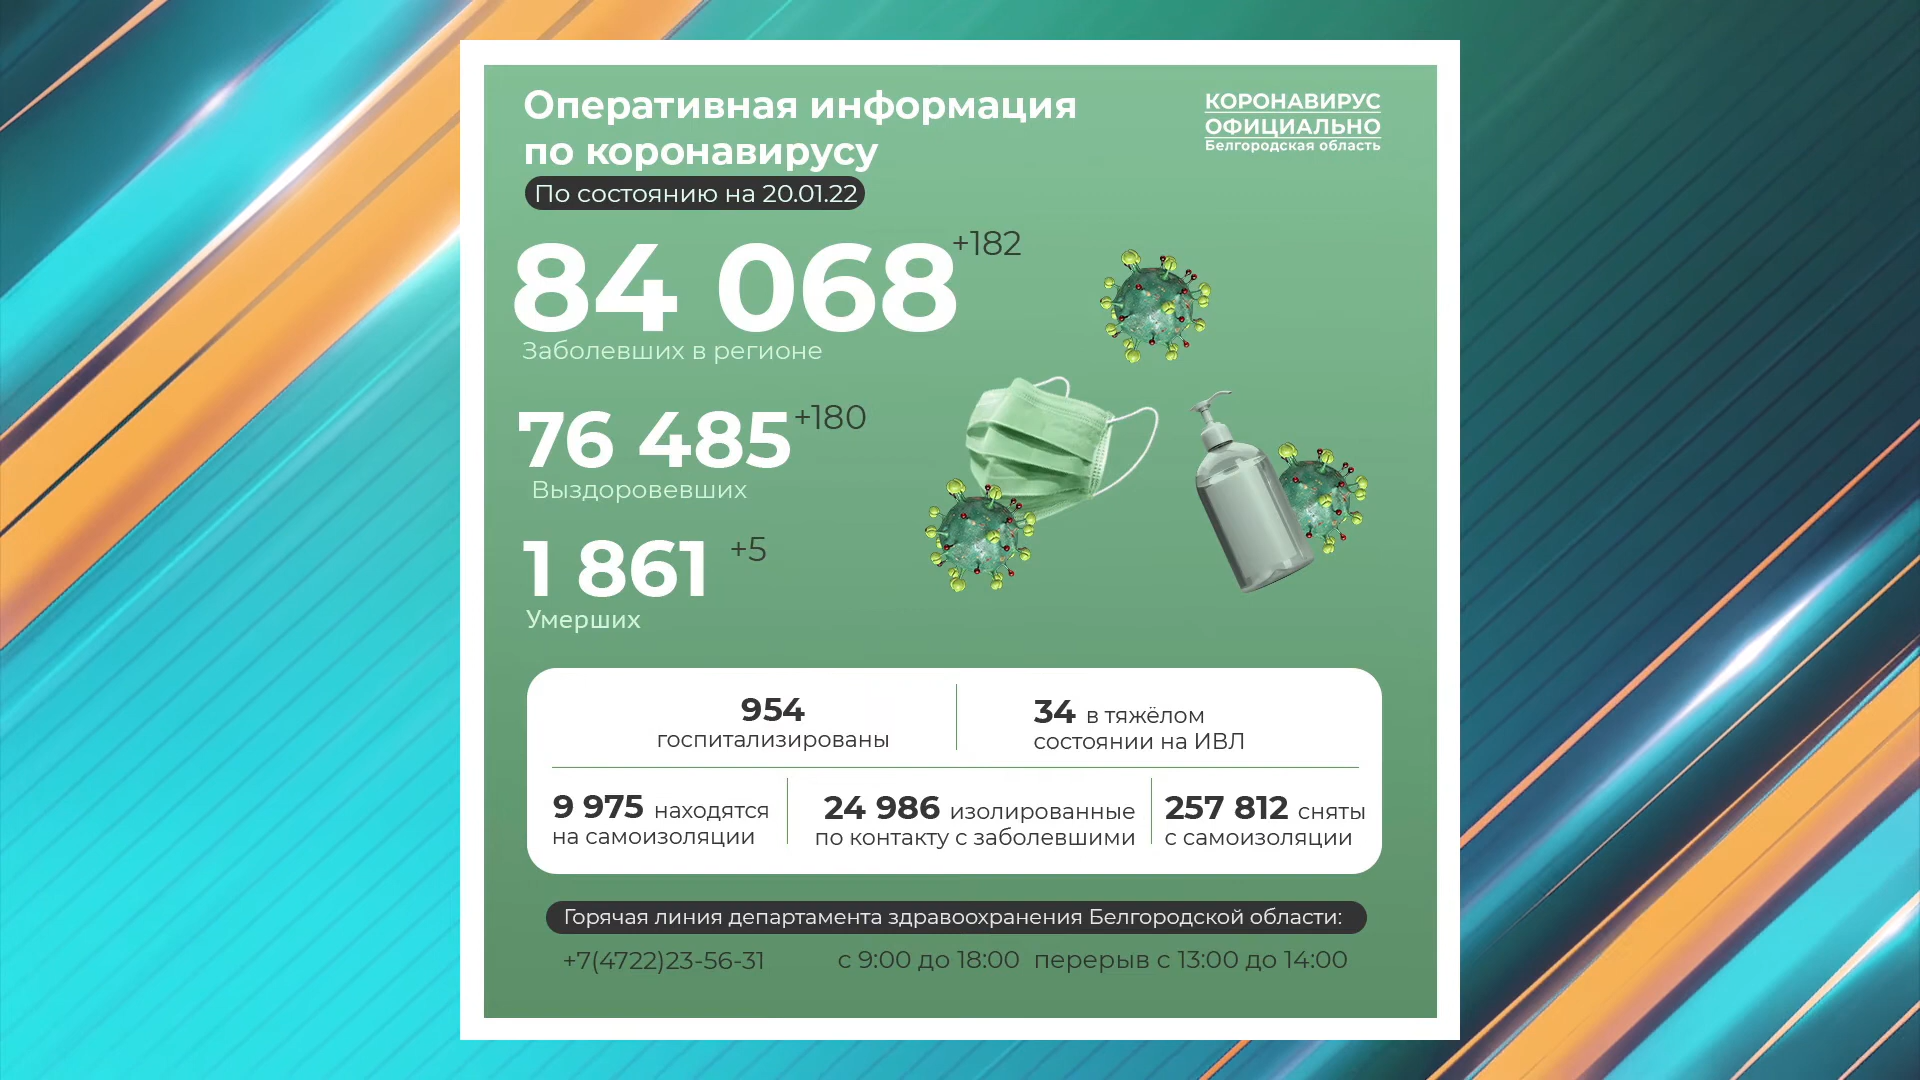 Оперативная информация
по коронавирусу
КОРОНАВИРУС
ОФИЦИАЛЬНО
Белгородская область
По состоянию на 20.01.22
84 068 +182
Заболевших в регионе
76 485 +180
Выздоровевших
1 861 +5
Умерших
954
госпитализированы
34 в тяжёлом
состоянии на ИВЛ
9 975 находятся
на самоизоляции
24 986 изолированные
по контакту с заболевшими
257 812 сняты
с самоизоляции
Горячая линия департамента здравоохранения Белгородской области:
+7(4722)23-56-31 с 9:00 до 18:00 перерыв с 13:00 до 14:00